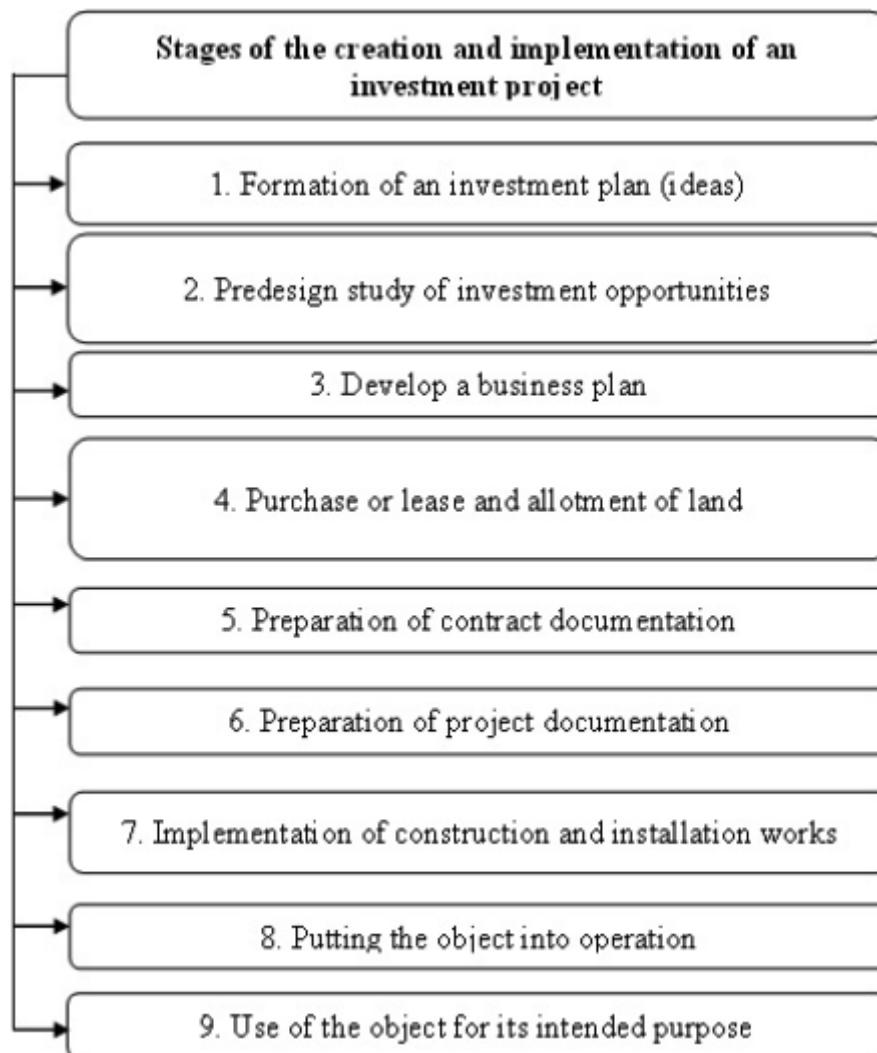 Stages of the creation and implementation of an
investment project
1. Formation of an investment plan (ideas)
2. Predesign study of investment opportunities
3. Develop a business plan
4. Purchase or lease and allotment of land
5. Preparation of contract documentation
6. Preparation of project documentation
7. Implementation of construction and installation works
8. Putting the object into operation
9. Use of the object for its intended purpose